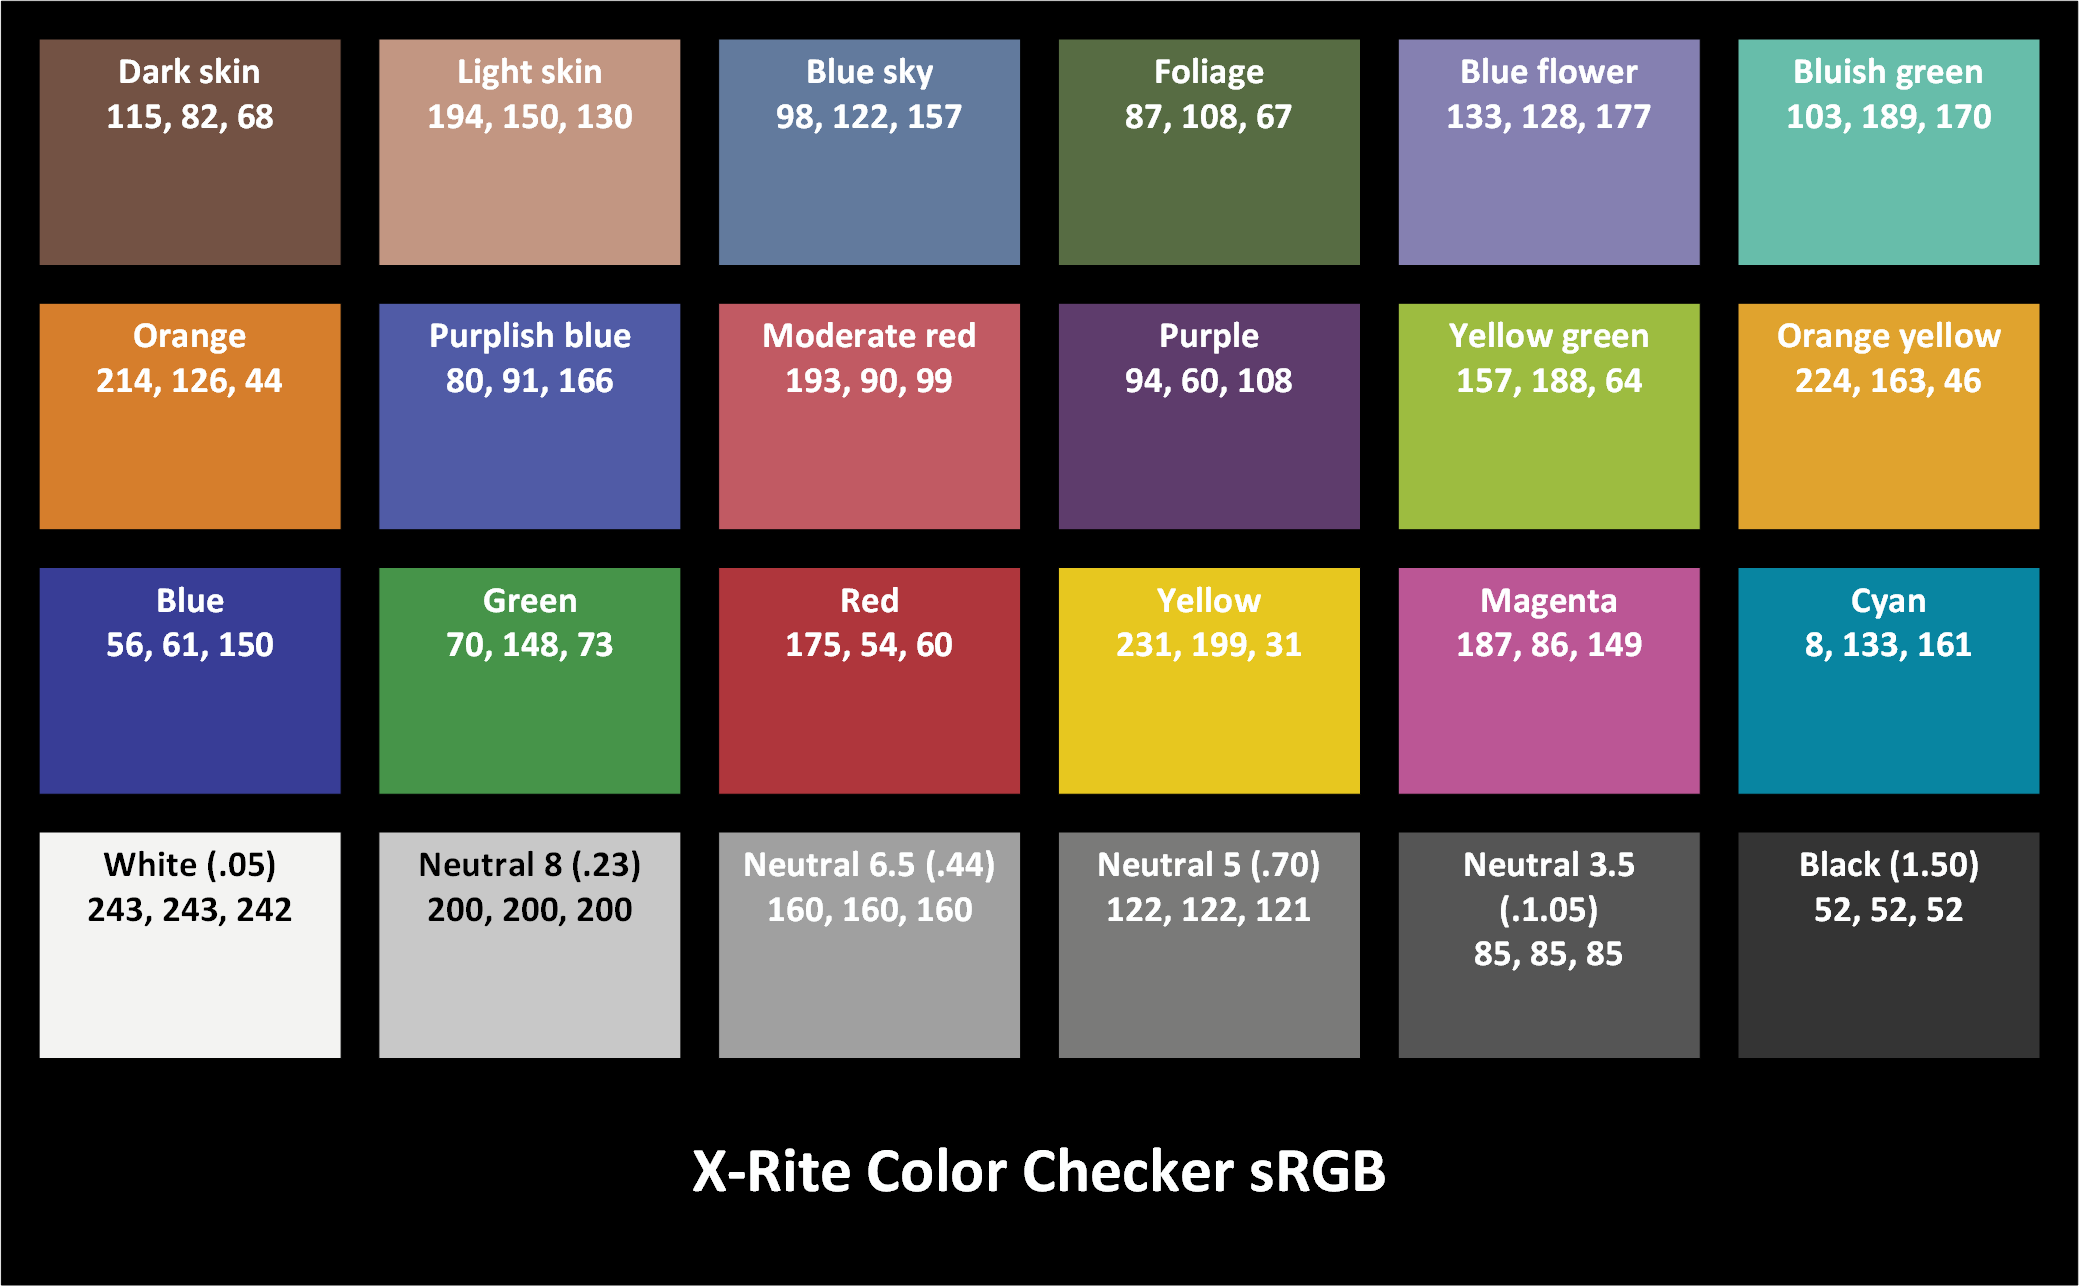 Dark skin
115, 82, 68
Light skin
194, 150, 130
Blue sky
98, 122, 157
Foliage
87, 108, 67
Blue flower
133, 128, 177
Bluish green
103, 189, 170
Orange
214, 126, 44
Purplish blue
80, 91, 166
Moderate red
193, 90, 99
Purple
94, 60, 108
Yellow green
157, 188, 64
Orange yellow
224, 163, 46
Blue
56, 61, 150
Green
70, 148, 73
Red
175, 54, 60
Yellow
231, 199, 31
Magenta
187, 86, 149
Cyan
8, 133, 161
White (.05)
243, 243, 242
Neutral 8 (.23)
200, 200, 200
Neutral 6.5 (.44)
160, 160, 160
Neutral 5 (.70)
122, 122, 121
Neutral 3.5
(.1.05)
85, 85, 85
Black (1.50)
52, 52, 52
X-Rite Color Checker sRGB